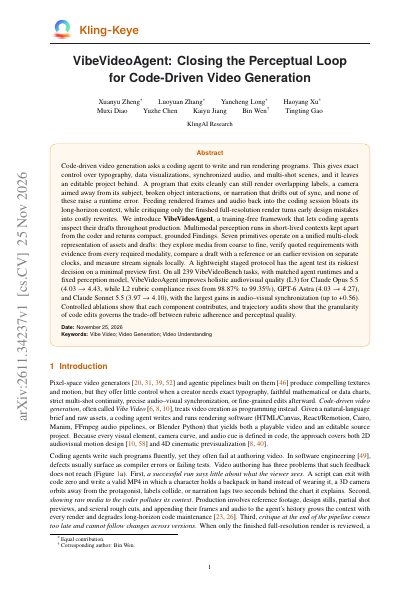 Kling-Keye
VibeVideoAgent: Closing the Perceptual Loop
for Code-Driven Video Generation
Xuanyu Zheng* Luoyuan Zhang* Yancheng Long* Haoyang Xu*
Muxi Diao Yuzhe Chen Kaiyu Jiang Bin Wen† Tingting Gao
KlingAI Research
Abstract
Code-driven video generation asks a coding agent to write and run rendering programs. This gives exact
control over typography, data visualizations, synchronized audio, and multi-shot scenes, and it leaves
an editable project behind. A program that exits cleanly can still render overlapping labels, a camera
aimed away from its subject, broken object interactions, or narration that drifts out of sync, and none of
these raise a runtime error. Feeding rendered frames and audio back into the coding session bloats its
long-horizon context, while critiquing only the finished full-resolution render turns early design mistakes
into costly rewrites. We introduce VibeVideoAgent, a training-free framework that lets coding agents
inspect their drafts throughout production. Multimodal perception runs in short-lived contexts kept apart
from the coder and returns compact, grounded Findings. Seven primitives operate on a unified multi-clock
representation of assets and drafts: they explore media from coarse to fine, verify quoted requirements with
evidence from every required modality, compare a draft with a reference or an earlier revision on separate
clocks, and measure stream signals locally. A lightweight staged protocol has the agent test its riskiest
decision on a minimal preview first. On all 239 VibeVideoBench tasks, with matched agent runtimes and
a fixed perception model, VibeVideoAgent improves holistic audiovisual quality (L3) for Claude Opus 5.5
(4.03 → 4.43, while L2 rubric compliance rises from 98.87% to 99.35%), GPT-6 Astra (4.03 → 4.27),
and Claude Sonnet 5.5 (3.97 → 4.10), with the largest gains in audio–visual synchronization (up to +0.56).
Controlled ablations show that each component contributes, and trajectory audits show that the granularity
of code edits governs the trade-off between rubric adherence and perceptual quality.
Date: November 25, 2026
Keywords: Vibe Video; Video Generation; Video Understanding
arXiv:2611.34237v1 [cs.CV] 25 Nov 2026
1 Introduction
Pixel-space video generators [20, 31, 39, 52] and agentic pipelines built on them [46] produce compelling textures
and motion, but they offer little control when a creator needs exact typography, faithful mathematical or data charts,
strict multi-shot continuity, precise audio–visual synchronization, or fine-grained edits afterward. Code-driven video
generation, often called Vibe Video [6, 8, 10], treats video creation as programming instead. Given a natural-language
brief and raw assets, a coding agent writes and runs rendering software (HTML/Canvas, React/Remotion, Cairo,
Manim, FFmpeg audio pipelines, or Blender Python) that yields both a playable video and an editable source
project. Because every visual element, camera curve, and audio cue is defined in code, the approach covers both 2D
audiovisual motion design [10, 58] and 4D cinematic previsualization [8, 40].
Coding agents write such programs fluently, yet they often fail at authoring video. In software engineering [49],
defects usually surface as compiler errors or failing tests. Video authoring has three problems that such feedback
does not reach (Figure 1a). First, a successful run says little about what the viewer sees. A script can exit with
code zero and write a valid MP4 in which a character holds a backpack in hand instead of wearing it, a 3D camera
orbits away from the protagonist, labels collide, or narration lags two seconds behind the chart it explains. Second,
showing raw media to the coder pollutes its context. Production involves reference footage, design stills, partial shot
previews, and several rough cuts, and appending their frames and audio to the agent's history grows the context with
every render and degrades long-horizon code maintenance [23, 26]. Third, critique at the end of the pipeline comes
too late and cannot follow changes across versions. When only the finished full-resolution render is reviewed, a
* Equal contribution.
† Corresponding author: Bin Wen.
1